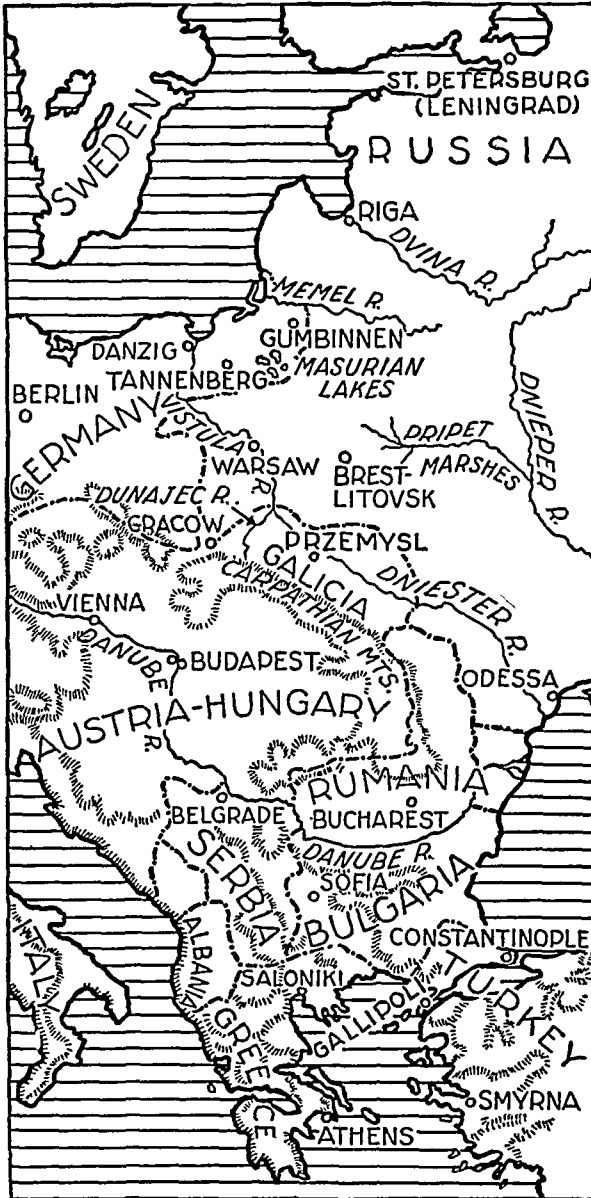 ST. PETERSBURG
(LENINGRAD)
SWEDEN
RUSSIA
RIGA
DVINA R.
MEMEL R.
GUMBINNEN
DANZIG
MASURIAN
LAKES
TANNENBERG
BERLIN
GERMANY
VISTULA R.
DNIEPER R.
PRIPET
MARSHES
WARSAW
BREST-
LITOVSK
DUNAJEC R.
CRACOW
PRZEMYSL
GALICIA
CARPATHIAN MTS.
DNIESTER R.
VIENNA
DANUBE R.
BUDAPEST
ODESSA
AUSTRIA-HUNGARY
RUMANIA
BELGRADE
BUCHAREST
DANUBE R.
SERBIA
SOFIA
BULGARIA
ITALY
ALBANIA
CONSTANTINOPLE
SALONIKI
GALLIPOLI
TURKEY
GREECE
SMYRNA
ATHENS